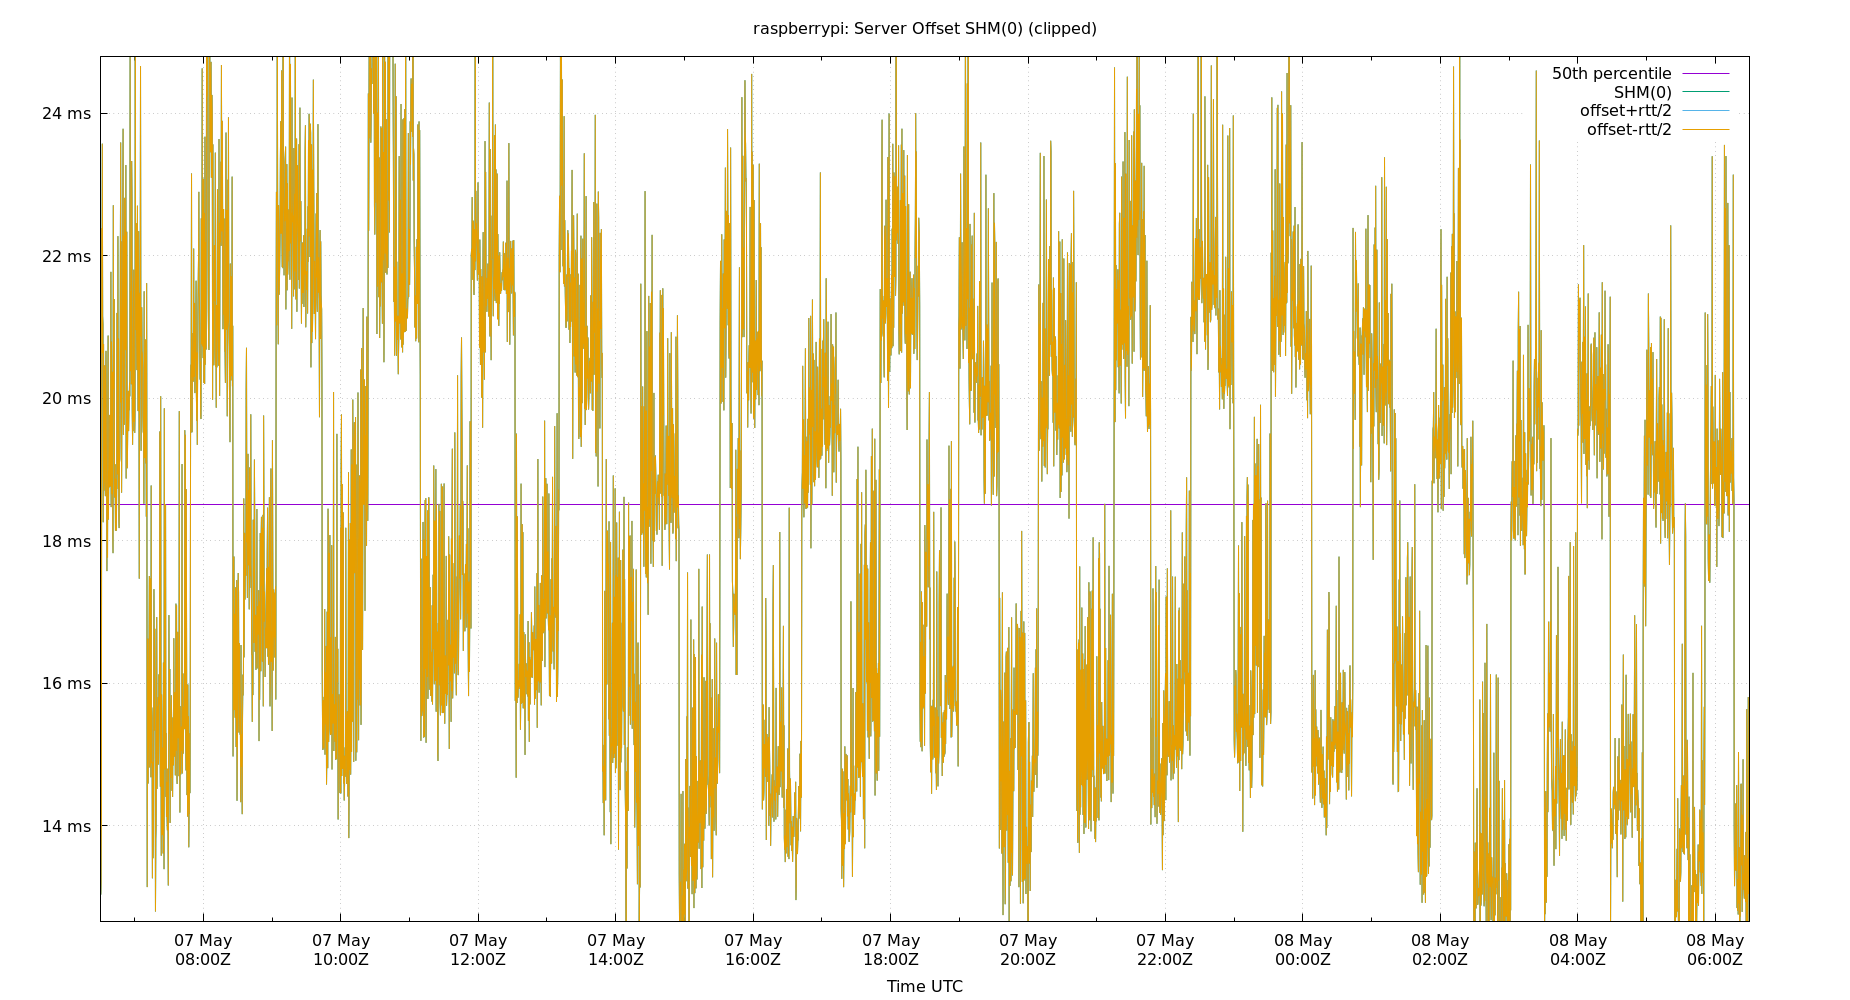 raspberrypi: Server Offset SHM(0) (clipped)
50th percentile
SHM(0)
offset+rtt/2
offset-rtt/2
24 ms
22 ms
20 ms
18 ms
16 ms
14 ms
07 May 07 May 07 May 07 May 07 May 07 May 07 May 07 May 08 May 08 May 08 May 08 May
08:00Z 10:00Z 12:00Z 14:00Z 16:00Z 18:00Z 20:00Z 22:00Z 00:00Z 02:00Z 04:00Z 06:00Z
Time UTC